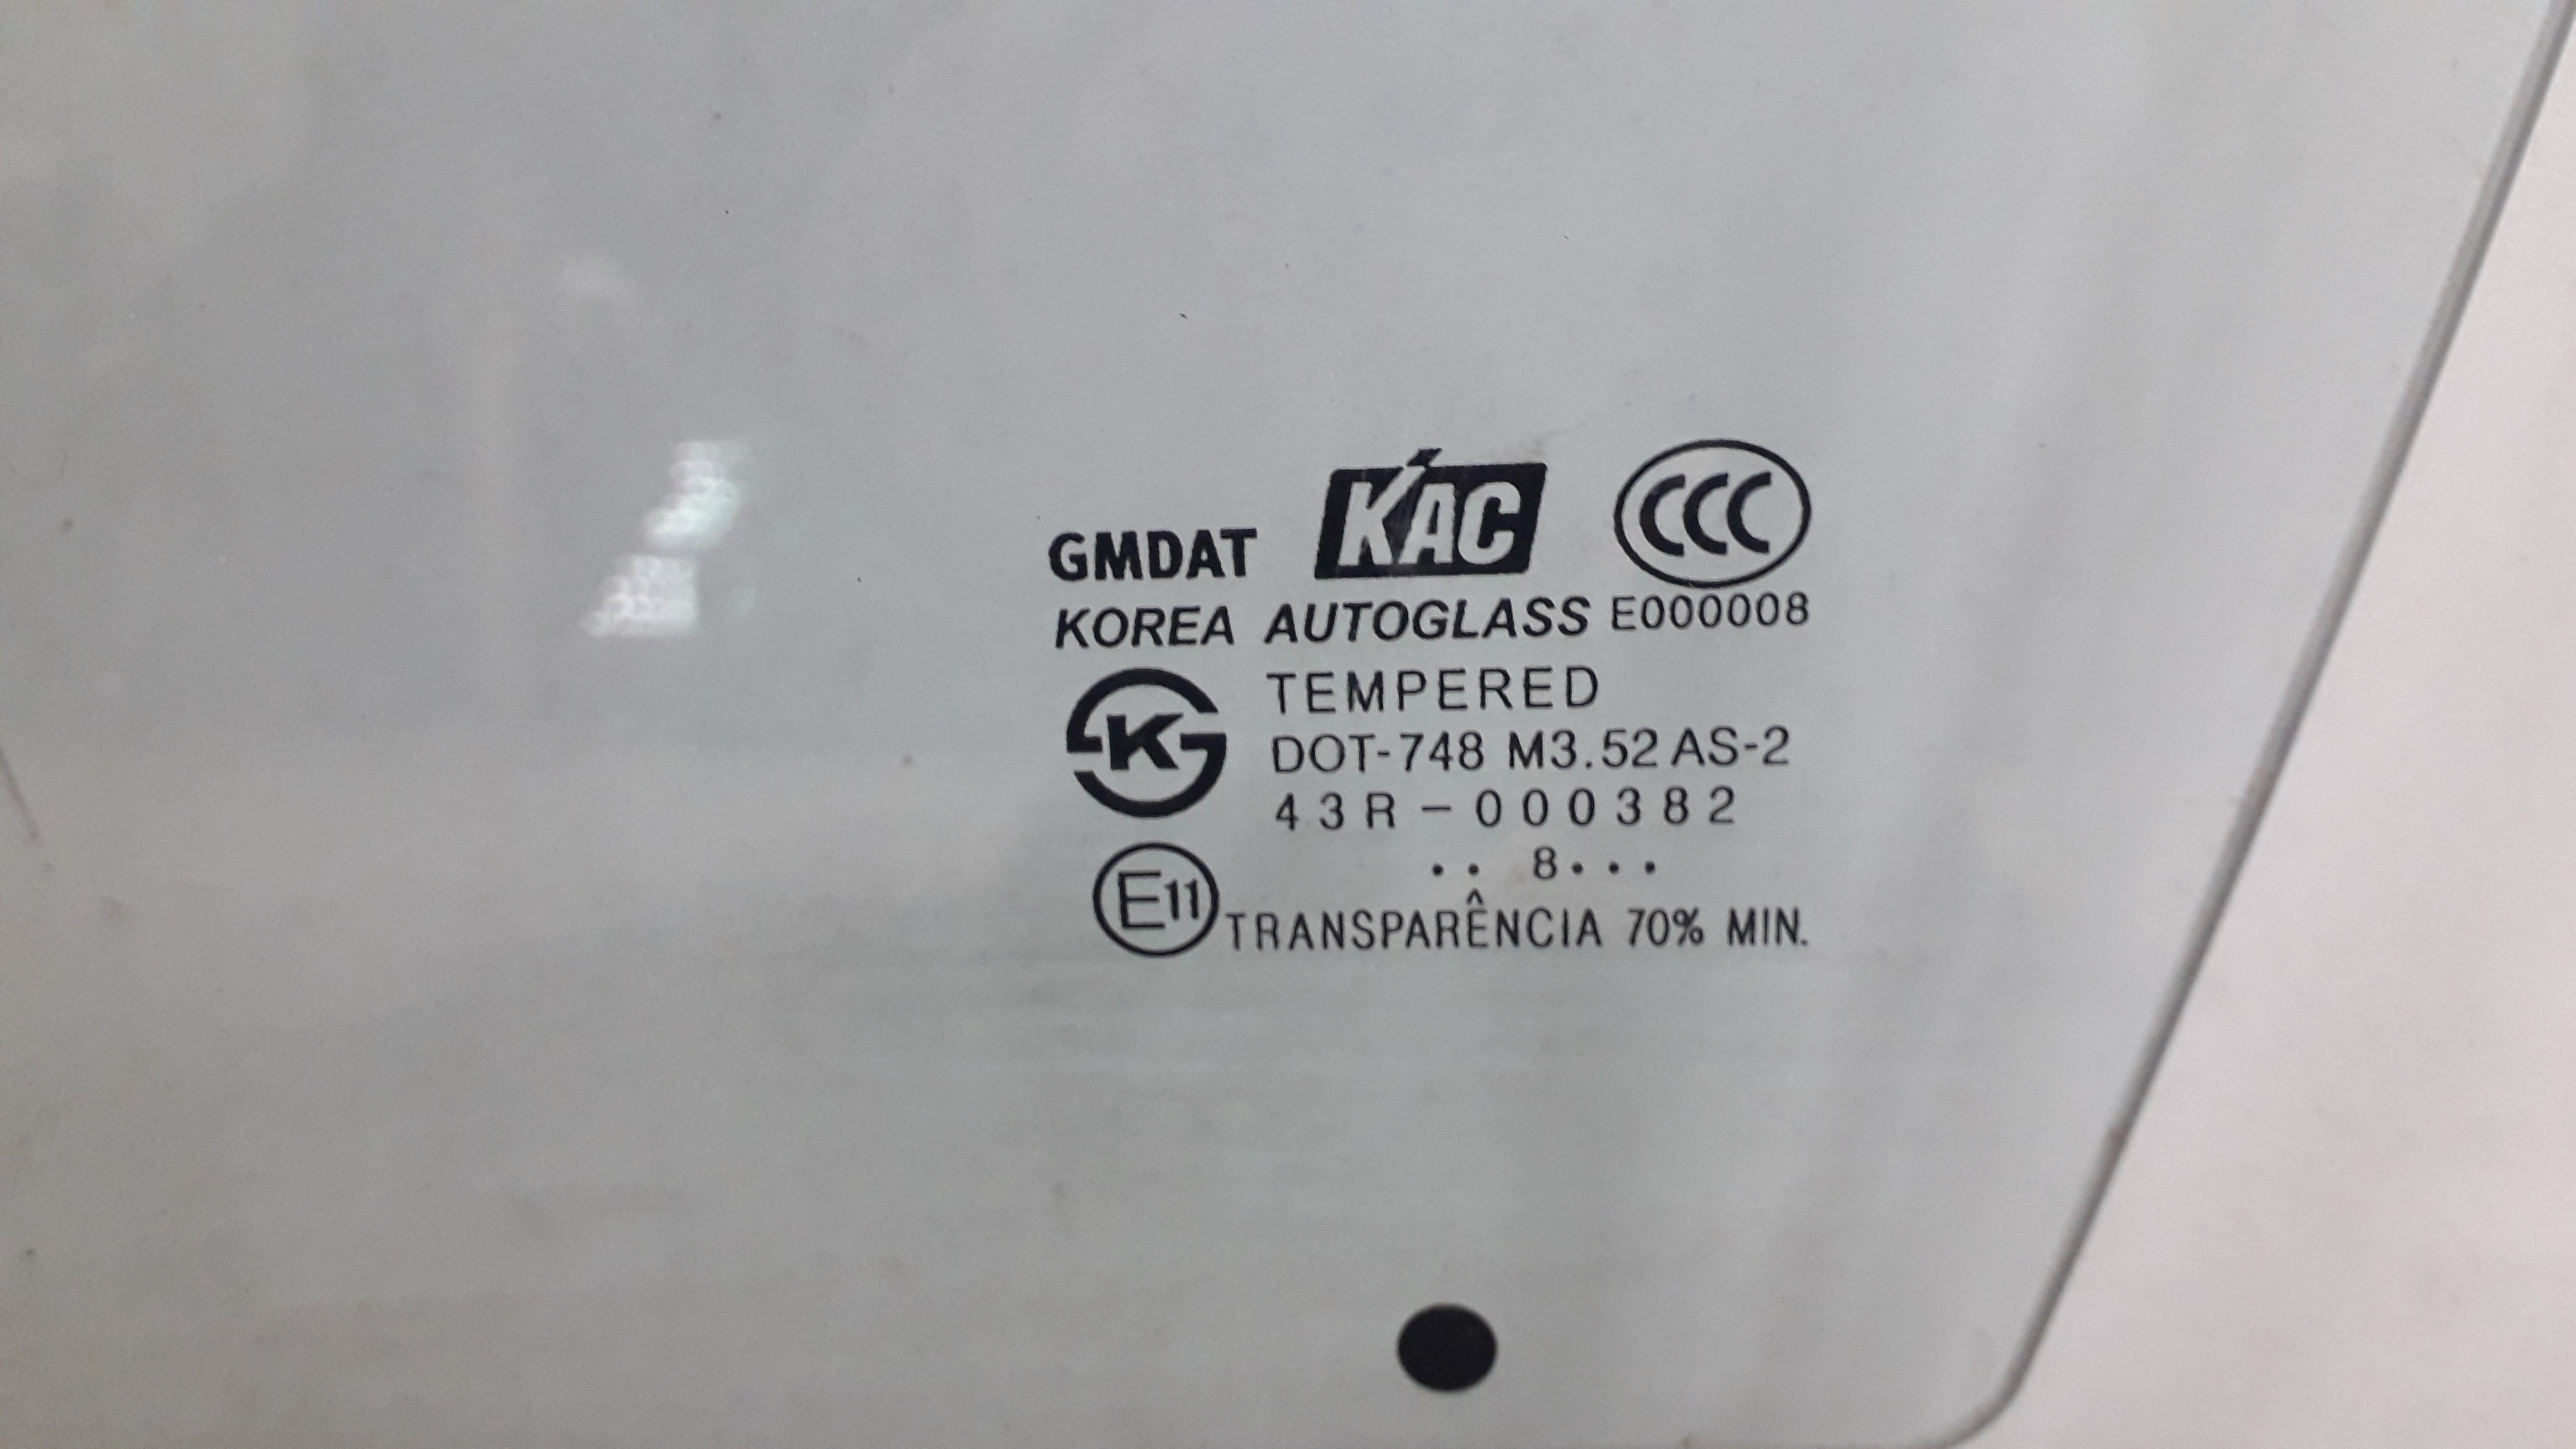 GMDAT KAC CCC
KOREA AUTOGLASS E000008
TEMPERED
K DOT-748 M3.52 AS-2
43R-000382
.. 8...
E11 TRANSPARÊNCIA 70% MIN.